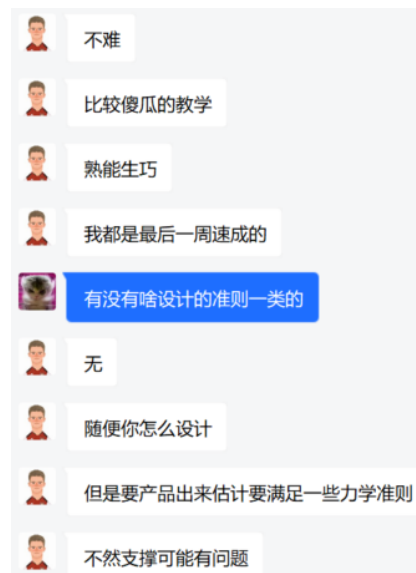 不难
比较傻瓜的教学
熟能生巧
我都是最后一周速成的
有没有啥设计的准则一类的
无
随便你怎么设计
但是要产品出来估计要满足一些力学准则
不然支撑可能有问题